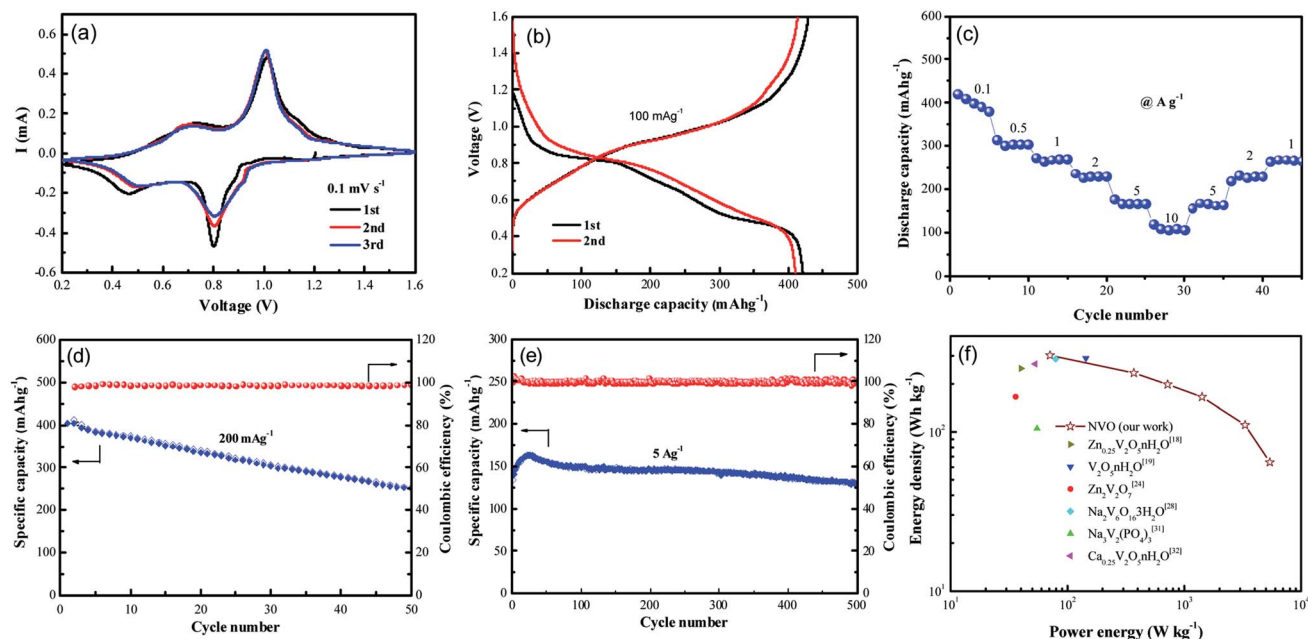 (a)
I (mA)
0.6
0.4
0.2
0.0
-0.2
-0.4
-0.6
0.1 mV s⁻¹
1st
2nd
3rd
0.2 0.4 0.6 0.8 1.0 1.2 1.4 1.6
Voltage (V)
(b)
Voltage (V)
1.6
1.4
1.2
1.0
0.8
0.6
0.4
0.2
100 mAg⁻¹
1st
2nd
0 100 200 300 400 500
Discharge capacity (mAhg⁻¹)
(c)
Discharge capacity (mAhg⁻¹)
600
500
400
300
200
100
0
@ A g⁻¹
0.1
0.5
1
2
5
10
5
2
1
0 10 20 30 40
Cycle number
(d)
Specific capacity (mAhg⁻¹)
600
500
400
300
200
100
0
200 mAg⁻¹
120
100
80
60
40
20
0
Coulombic efficiency (%)
0 10 20 30 40 50
Cycle number
(e)
Specific capacity (mAhg⁻¹)
300
250
200
150
100
50
0
5 Ag⁻¹
120
100
80
60
40
20
0
Coulombic efficiency (%)
0 100 200 300 400 500
Cycle number
(f)
Energy density (Wh kg⁻¹)
10²
10¹
NVO (our work)
Zn₀.₂₅V₂O₅nH₂O[18]
V₂O₅nH₂O[19]
Zn₂V₂O₇[24]
Na₂V₆O₁₆3H₂O[28]
Na₃V₂(PO₄)₃[31]
Ca₀.₂₅V₂O₅nH₂O[32]
10¹ 10² 10³ 10⁴
Power energy (W kg⁻¹)